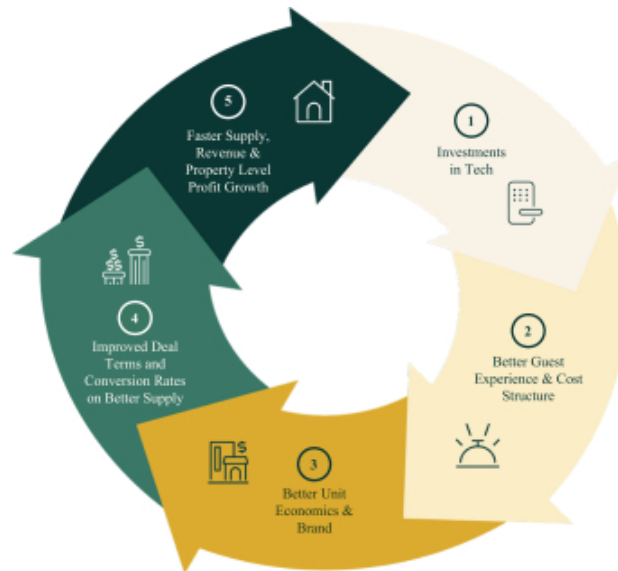 1
Investments
in Tech
2
Better Guest
Experience & Cost
Structure
3
Better Unit
Economics &
Brand
$
$
$$
$
4
Improved Deal
Terms and
Conversion Rates
on Better Supply
5
Faster Supply,
Revenue &
Property Level
Profit Growth